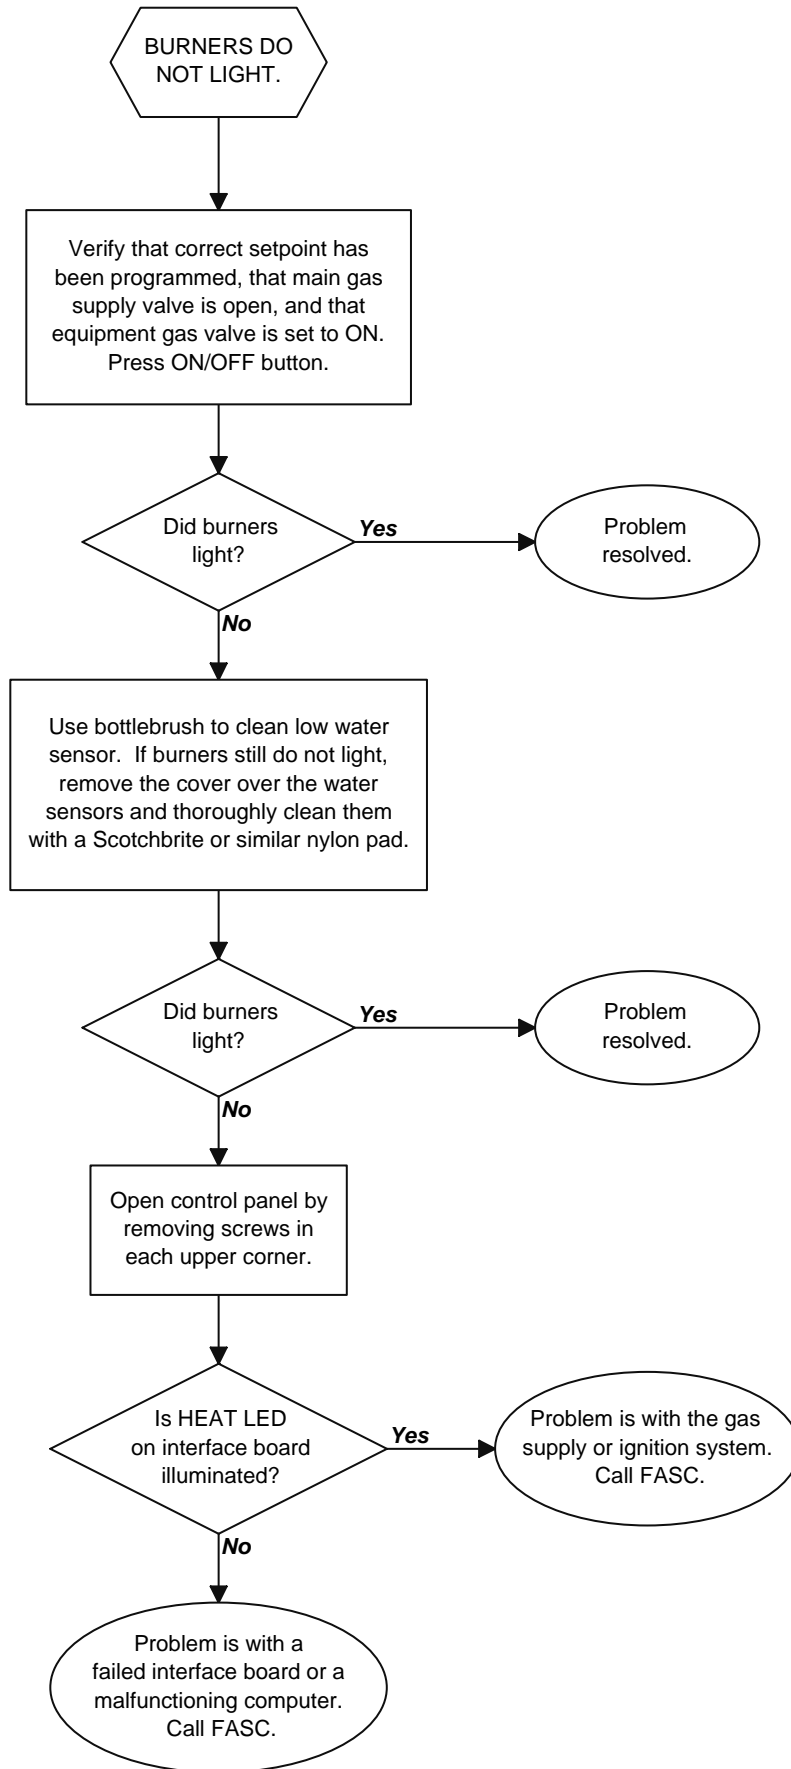 BURNERS DO
NOT LIGHT.
Verify that correct setpoint has
been programmed, that main gas
supply valve is open, and that
equipment gas valve is set to ON.
Press ON/OFF button.
Did burners
light?
Yes
Problem
resolved.
No
Use bottlebrush to clean low water
sensor.  If burners still do not light,
remove the cover over the water
sensors and thoroughly clean them
with a Scotchbrite or similar nylon pad.
Did burners
light?
Yes
Problem
resolved.
No
Open control panel by
removing screws in
each upper corner.
Is HEAT LED
on interface board
illuminated?
Yes
Problem is with the gas
supply or ignition system.
Call FASC.
No
Problem is with a
failed interface board or a
malfunctioning computer.
Call FASC.